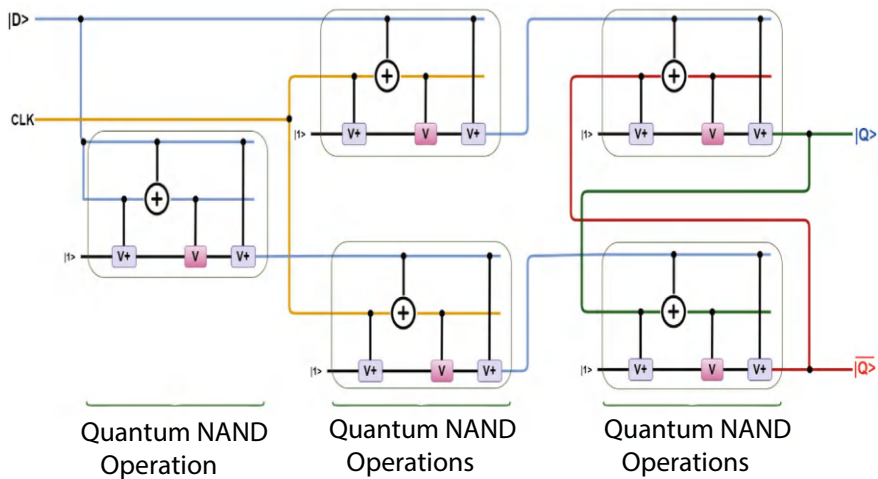 |D>
CLK
|1> V+ V V+
|1> V+ V V+
|1> V+ V V+
|1> V+ V V+
|1> V+ V V+
|Q>
|Q>
Quantum NAND
Operation
Quantum NAND
Operations
Quantum NAND
Operations